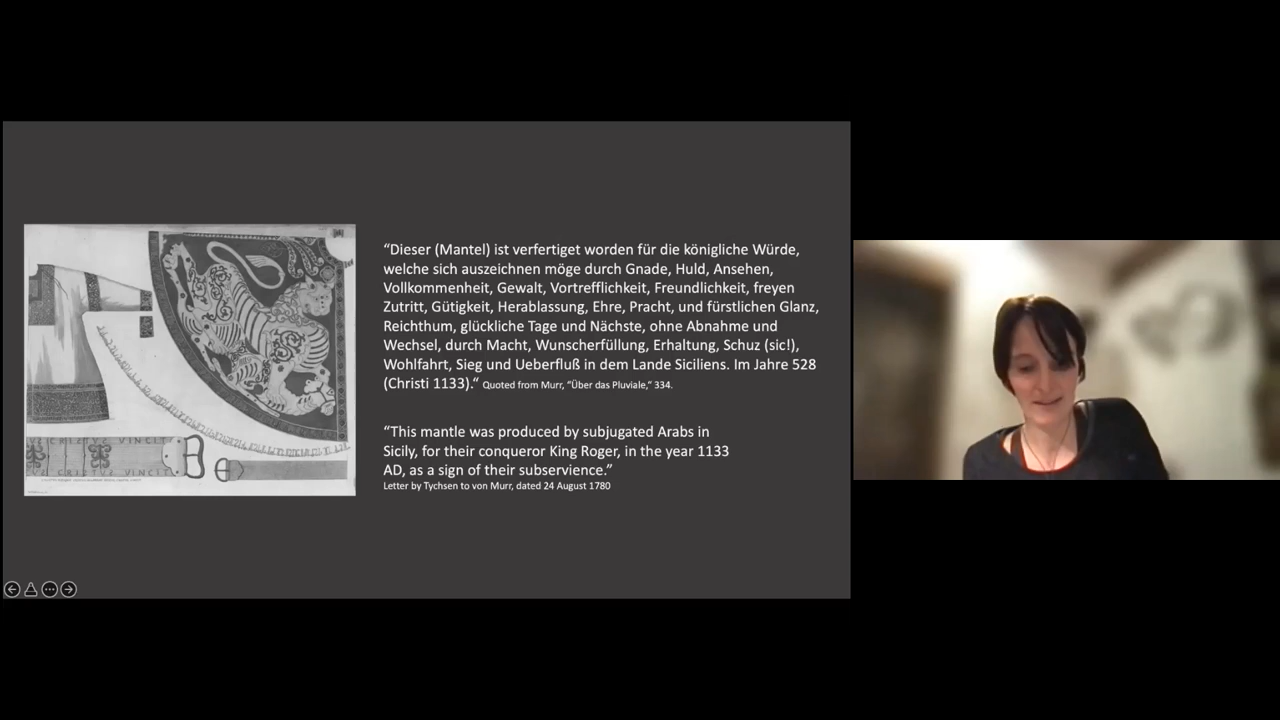 “Dieser (Mantel) ist verfertiget worden für die königliche Würde,
welche sich auszeichnen möge durch Gnade, Huld, Ansehen,
Vollkommenheit, Gewalt, Vortrefflichkeit, Freundlichkeit, freyen
Zutritt, Gütigkeit, Herablassung, Ehre, Pracht, und fürstlichen Glanz,
Reichthum, glückliche Tage und Nächste, ohne Abnahme und
Wechsel, durch Macht, Wunscherfüllung, Erhaltung, Schuz (sic!),
Wohlfahrt, Sieg und Ueberfluß in dem Lande Siciliens. Im Jahre 528
(Christi 1133).“ Quoted from Murr, “Über das Pluviale,” 334.
“This mantle was produced by subjugated Arabs in
Sicily, for their conqueror King Roger, in the year 1133
AD, as a sign of their subservience.”
Letter by Tychsen to von Murr, dated 24 August 1780
VINCIT
VINCIT